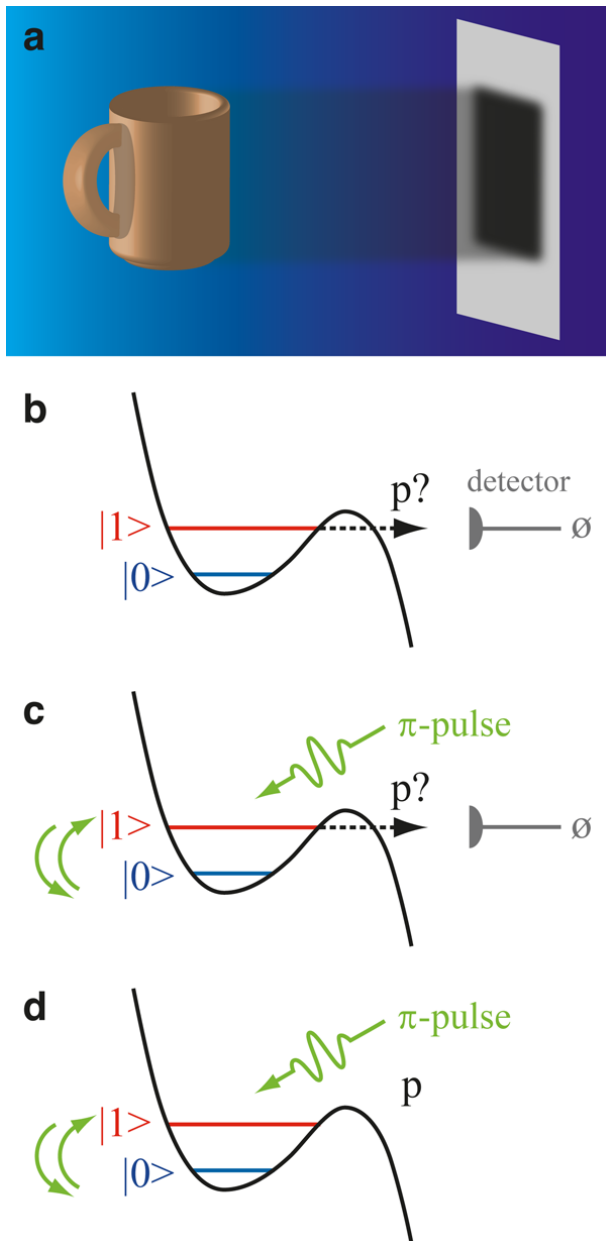 a
b
p?
detector
|1>
ø
|0>
c
π-pulse
p?
|1>
ø
|0>
d
π-pulse
p
|1>
|0>